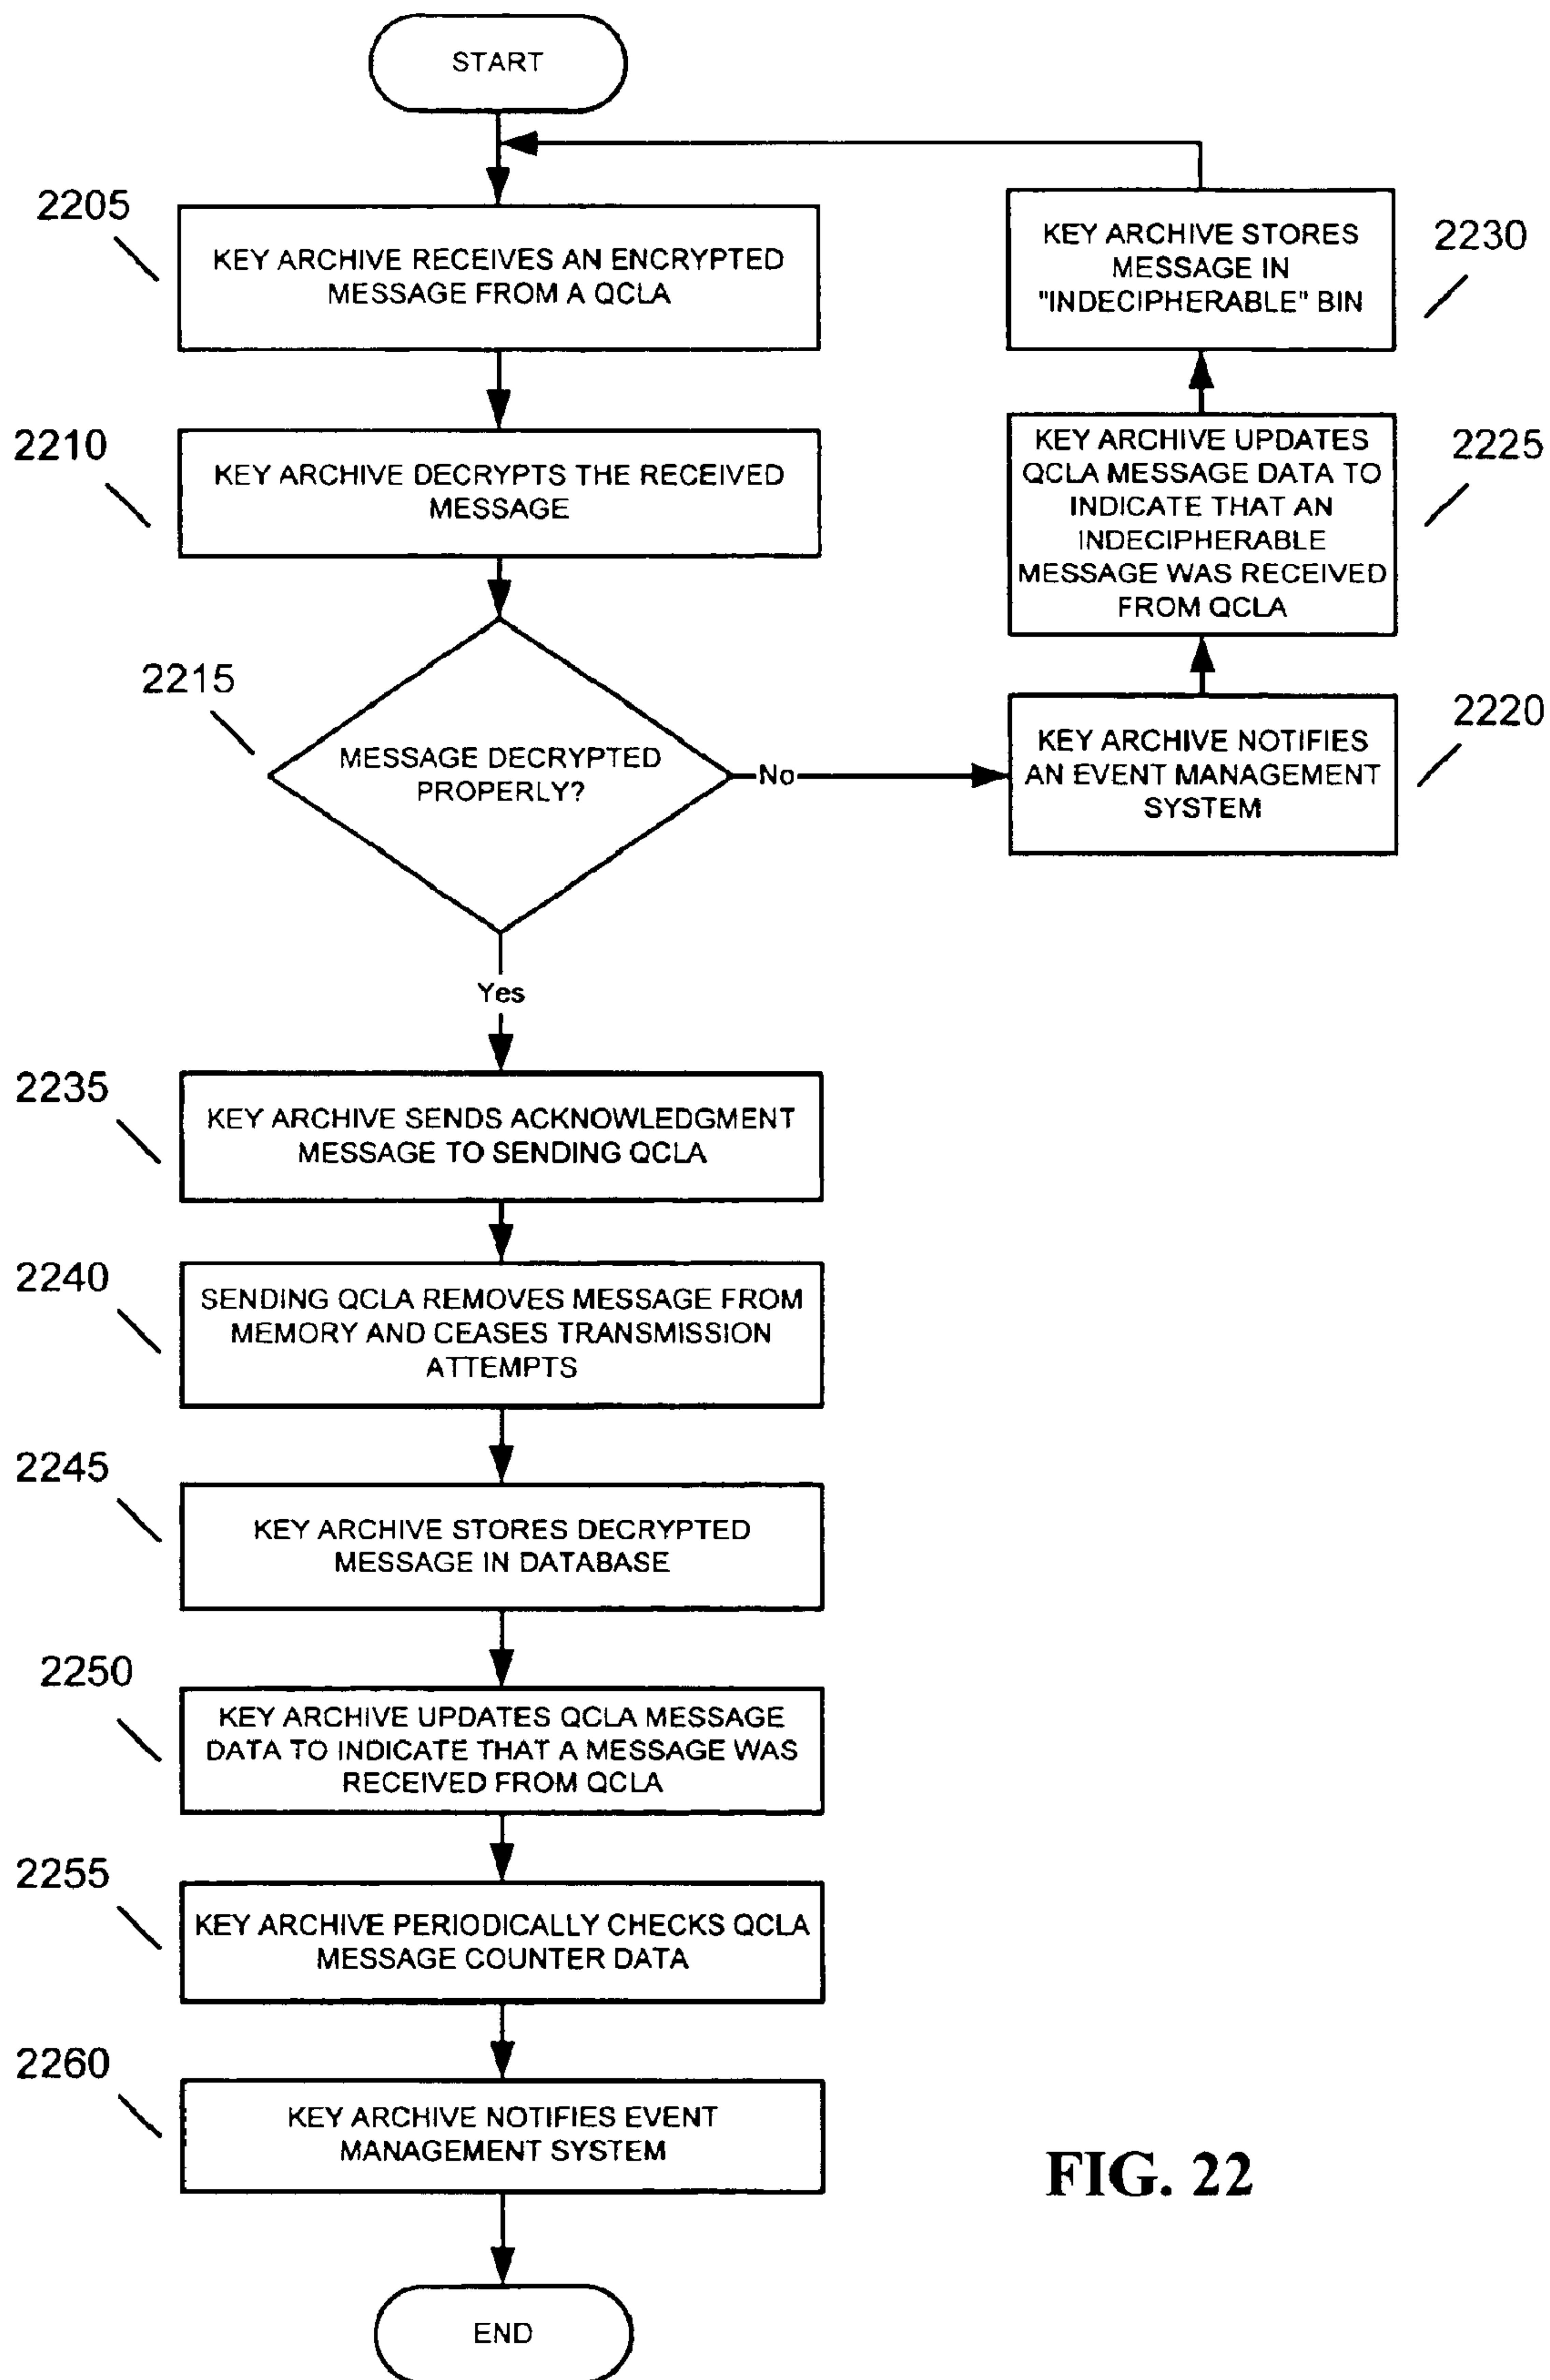 START
2205
KEY ARCHIVE RECEIVES AN ENCRYPTED
MESSAGE FROM A QCLA
2210
KEY ARCHIVE DECRYPTS THE RECEIVED
MESSAGE
2215
MESSAGE DECRYPTED
PROPERLY?
No
2230
KEY ARCHIVE STORES
MESSAGE IN
"INDECIPHERABLE" BIN
2225
KEY ARCHIVE UPDATES
QCLA MESSAGE DATA TO
INDICATE THAT AN
INDECIPHERABLE
MESSAGE WAS RECEIVED
FROM QCLA
2220
KEY ARCHIVE NOTIFIES
AN EVENT MANAGEMENT
SYSTEM
Yes
2235
KEY ARCHIVE SENDS ACKNOWLEDGMENT
MESSAGE TO SENDING QCLA
2240
SENDING QCLA REMOVES MESSAGE FROM
MEMORY AND CEASES TRANSMISSION
ATTEMPTS
2245
KEY ARCHIVE STORES DECRYPTED
MESSAGE IN DATABASE
2250
KEY ARCHIVE UPDATES QCLA MESSAGE
DATA TO INDICATE THAT A MESSAGE WAS
RECEIVED FROM QCLA
2255
KEY ARCHIVE PERIODICALLY CHECKS QCLA
MESSAGE COUNTER DATA
2260
KEY ARCHIVE NOTIFIES EVENT
MANAGEMENT SYSTEM
END
FIG. 22